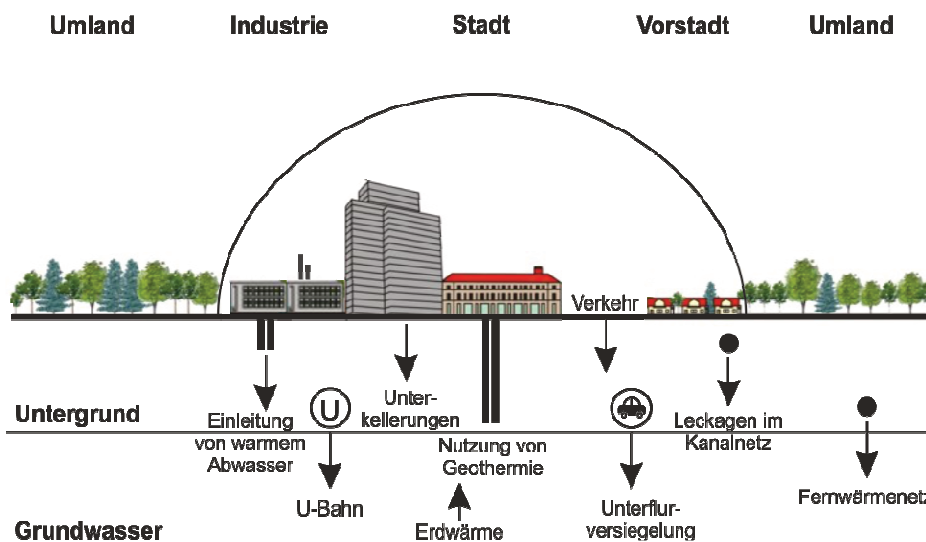 Umland Industrie Stadt Vorstadt Umland
Verkehr
Untergrund
Einleitung
von warmem
Abwasser
U
Unter-
kellerungen
Nutzung von
Geothermie
Leckagen im
Kanalnetz
U-Bahn
Erdwärme
Unterflur-
versiegelung
Fernwärmenetz
Grundwasser